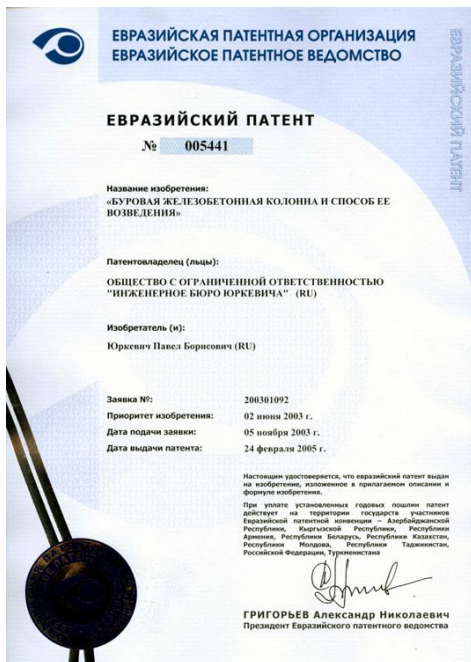 ЕВРАЗИЙСКАЯ ПАТЕНТНАЯ ОРГАНИЗАЦИЯ
ЕВРАЗИЙСКОЕ ПАТЕНТНОЕ ВЕДОМСТВО
ЕВРАЗИЙСКИЙ ПАТЕНТ
ЕВРАЗИЙСКИЙ ПАТЕНТ
№ 005441
Название изобретения:
«БУРОВАЯ ЖЕЛЕЗОБЕТОННАЯ КОЛОННА И СПОСОБ ЕЕ
ВОЗВЕДЕНИЯ»
Патентовладелец (льцы):
ОБЩЕСТВО С ОГРАНИЧЕННОЙ ОТВЕТСТВЕННОСТЬЮ
"ИНЖЕНЕРНОЕ БЮРО ЮРКЕВИЧА" (RU)
Изобретатель (и):
Юркевич Павел Борисович (RU)
Заявка №: 200301092
Приоритет изобретения: 02 июня 2003 г.
Дата подачи заявки: 05 ноября 2003 г.
Дата выдачи патента: 24 февраля 2005 г.
Настоящим удостоверяется, что евразийский патент выдан
на изобретение, изложенное в прилагаемом описании и
формуле изобретения.
При уплате установленных годовых пошлин патент
действует на территории государств участников
Евразийской патентной конвенции – Азербайджанской
Республики, Кыргызской Республики, Республики
Армения, Республики Беларусь, Республики Казахстан,
Республики Молдова, Республики Таджикистан,
Российской Федерации, Туркменистана
ГРИГОРЬЕВ Александр Николаевич
Президент Евразийского патентного ведомства